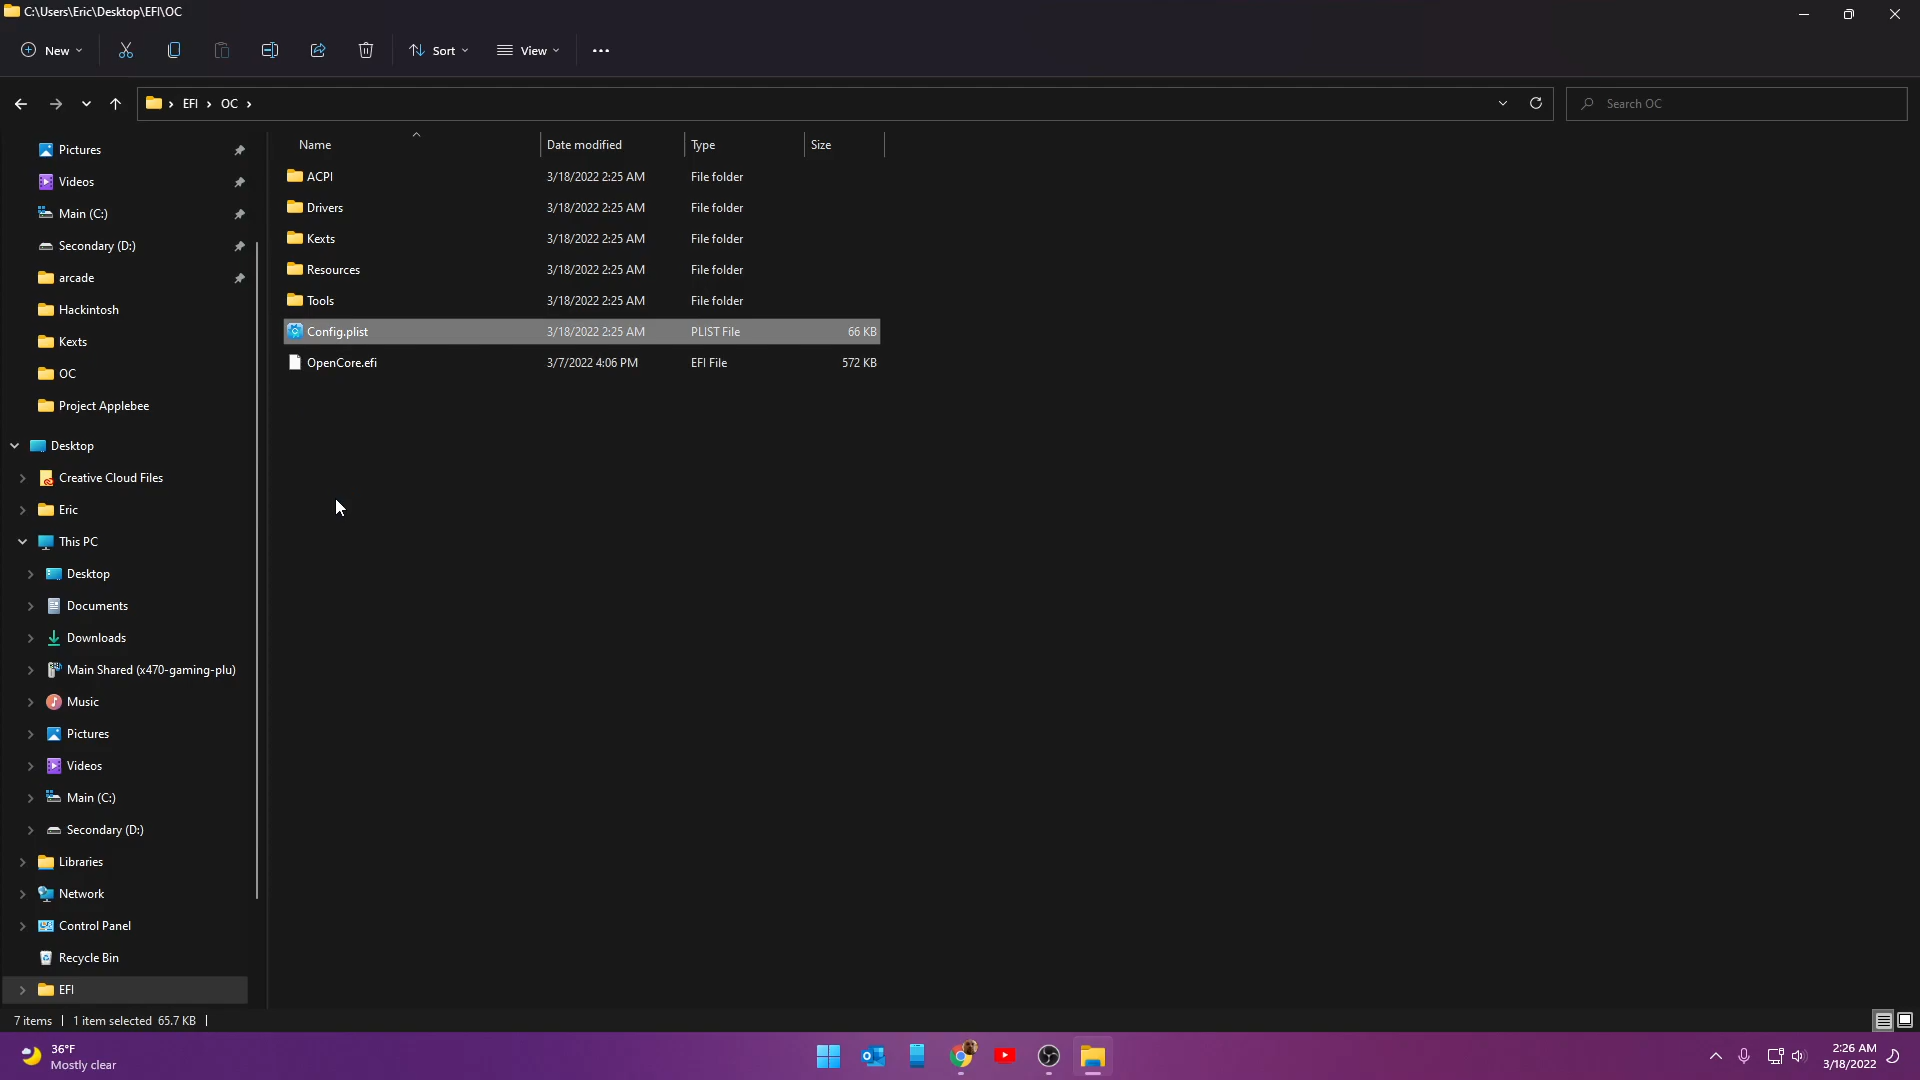 C:\Users\Eric\Desktop\EFI\OC
New
Sort
View
EFI > OC >
Search OC
Pictures
Videos
Main (C:)
Secondary (D:)
arcade
Hackintosh
Kexts
OC
Project Applebee
Desktop
Creative Cloud Files
Eric
This PC
Desktop
Documents
Downloads
Main Shared (x470-gaming-plu)
Music
Pictures
Videos
Main (C:)
Secondary (D:)
Libraries
Network
Control Panel
Recycle Bin
EFI
Name Date modified Type Size
ACPI 3/18/2022 2:25 AM File folder
Drivers 3/18/2022 2:25 AM File folder
Kexts 3/18/2022 2:25 AM File folder
Resources 3/18/2022 2:25 AM File folder
Tools 3/18/2022 2:25 AM File folder
Config.plist 3/18/2022 2:25 AM PLIST File 66 KB
OpenCore.efi 3/7/2022 4:06 PM EFI File 572 KB
7 items 1 item selected 65.7 KB
36°F
Mostly clear
2:26 AM
3/18/2022